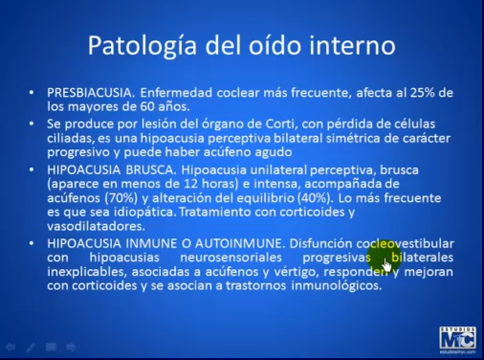 Patología del oído interno
• PRESBIACUSIA. Enfermedad coclear más frecuente, afecta al 25% de
los mayores de 60 años.
• Se produce por lesión del órgano de Corti, con pérdida de células
ciliadas, es una hipoacusia perceptiva bilateral simétrica de carácter
progresivo y puede haber acúfeno agudo
• HIPOACUSIA BRUSCA. Hipoacusia unilateral perceptiva, brusca
(aparece en menos de 12 horas) e intensa, acompañada de
acúfenos (70%) y alteración del equilibrio (40%). Lo más frecuente
es que sea idiopática. Tratamiento con corticoides y
vasodilatadores.
• HIPOACUSIA INMUNE O AUTOINMUNE. Disfunción cocleovestibular
con hipoacusias neurosensoriales progresivas bilaterales
inexplicables, asociadas a acúfenos y vértigo, responden y mejoran
con corticoides y se asocian a trastornos inmunológicos.
ESTUDIOS
MyC
estudiosmyc.com